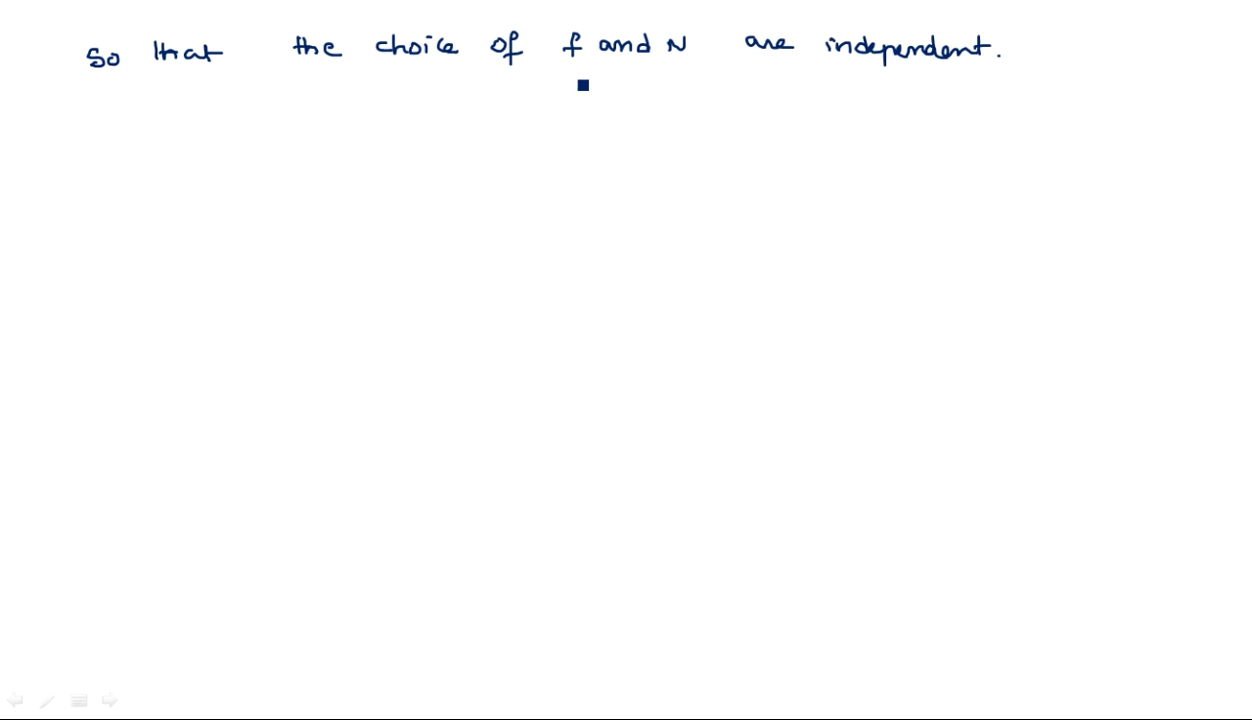 So that the choice of f and N are independent.